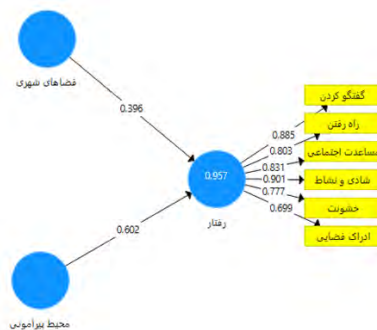 فضاهای شهری
0.396
0.957
رفتار
0.602
محیط پیرامونی
0.885
0.803
0.831
0.901
0.777
0.699
گفتگو کردن
راه رفتن
مساعدت اجتماعی
شادی و نشاط
خشونت
ادراک فضایی